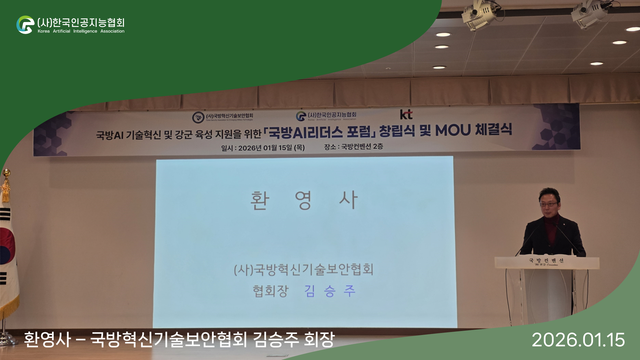 (사)한국인공지능협회
Korea Artificial Intelligence Association
(사)국방혁신기술보안협회
(사)한국인공지능협회
kt
국방AI 기술혁신 및 강군 육성 지원을 위한 「국방AI리더스 포럼」 창립식 및 MOU 체결식
일시 : 2026년 01월 15일 (목)
장소 : 국방컨벤션 2층
환 영 사
(사)국방혁신기술보안협회
협회장 김 승 주
국방컨벤션
환영사 – 국방혁신기술보안협회 김승주 회장
2026.01.15